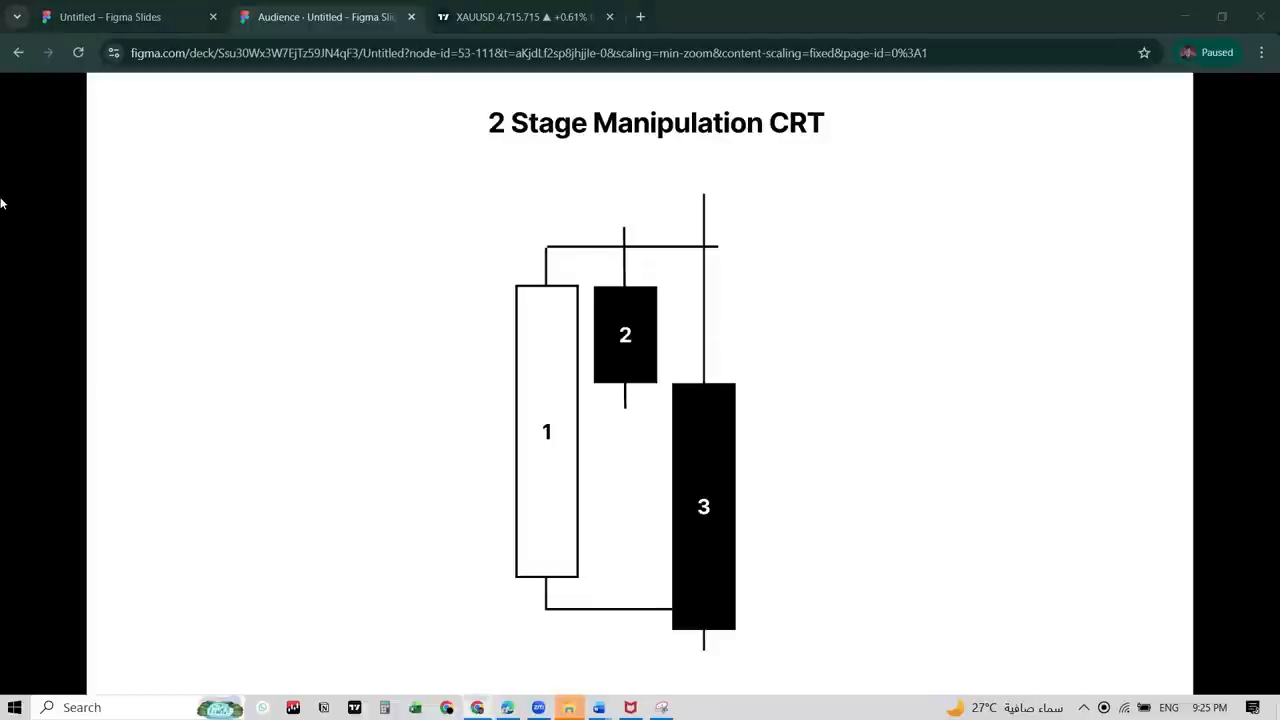 Untitled – Figma Slides
Audience · Untitled – Figma Sli
XAUUSD 4,715.715 ▲ +0.61%
figma.com/deck/Ssu30Wx3W7EjTz59JN4qF3/Untitled?node-id=53-111&t=aKjdLf2sp8jhjjIe-0&scaling=min-zoom&content-scaling=fixed&page-id=0%3A1
Paused
2 Stage Manipulation CRT
2
1
3
Search
27°C سماء صافية
ENG
9:25 PM